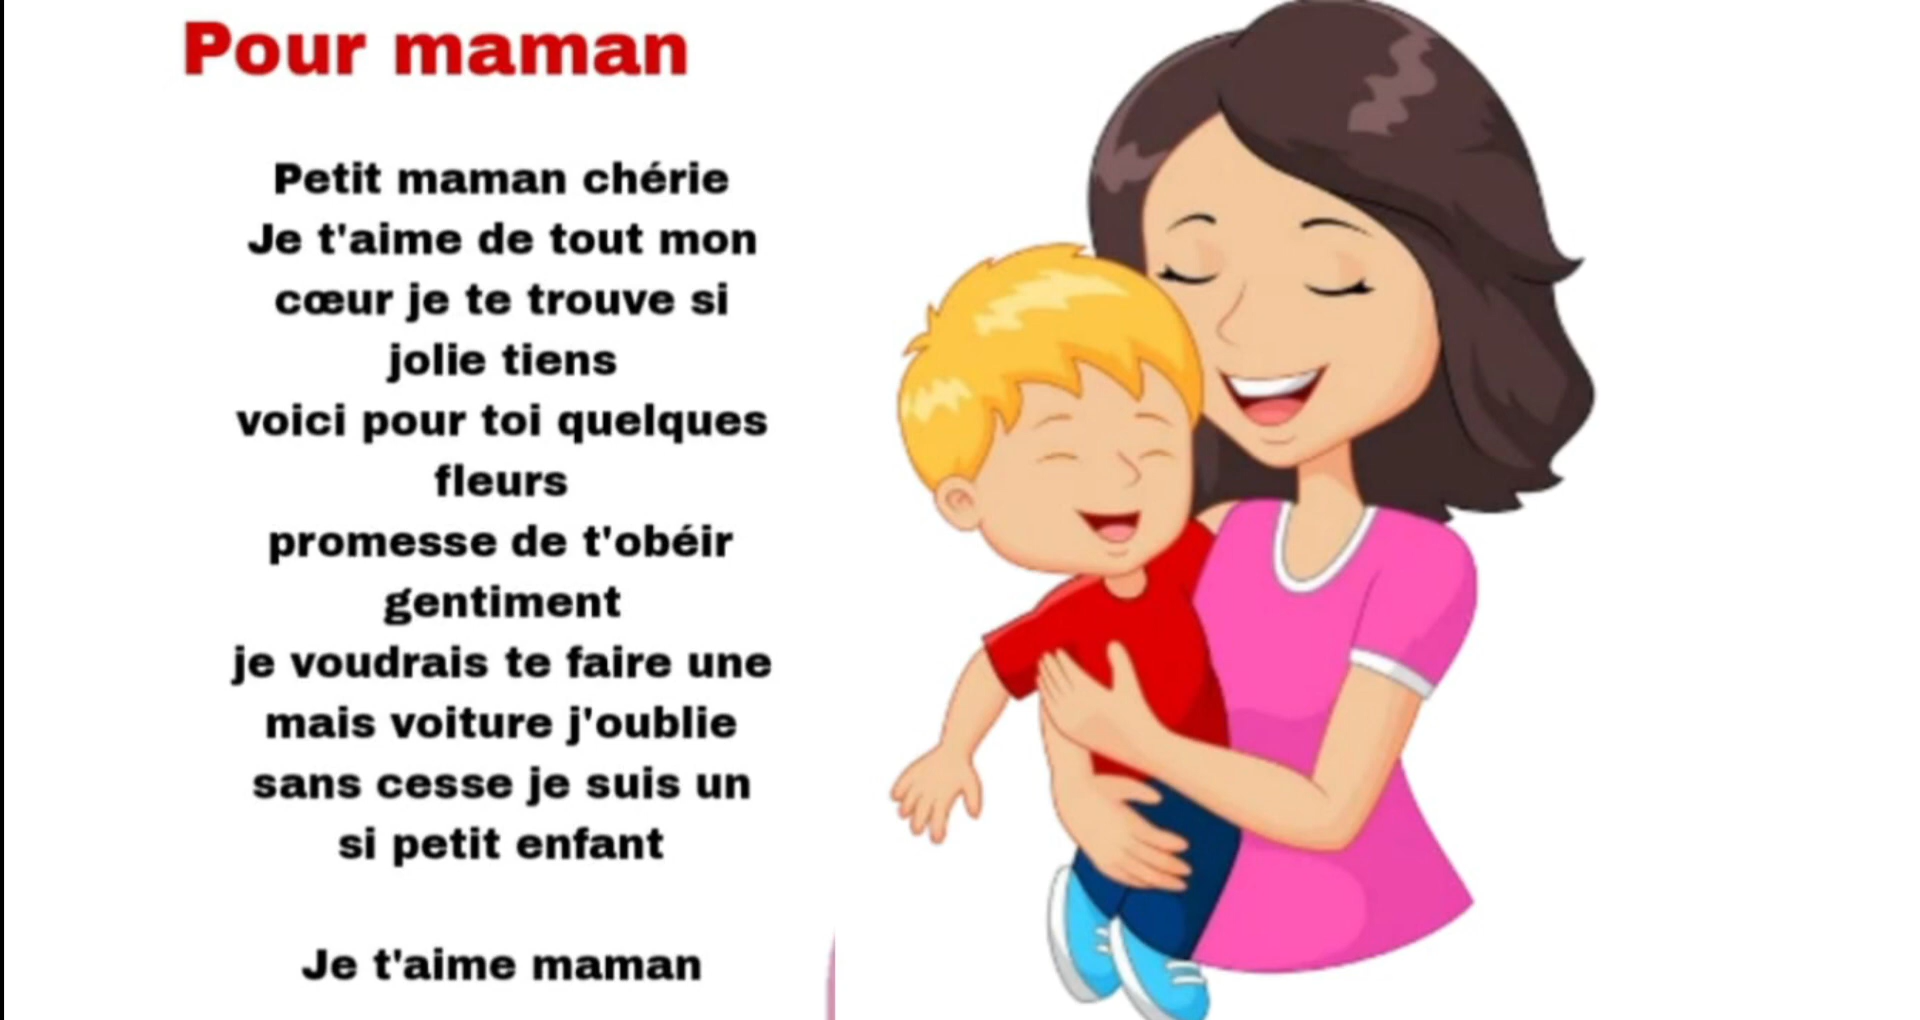 Pour maman
Petit maman chérie
Je t'aime de tout mon
cœur je te trouve si
jolie tiens
voici pour toi quelques
fleurs
promesse de t'obéir
gentiment
je voudrais te faire une
mais voiture j'oublie
sans cesse je suis un
si petit enfant
Je t'aime maman